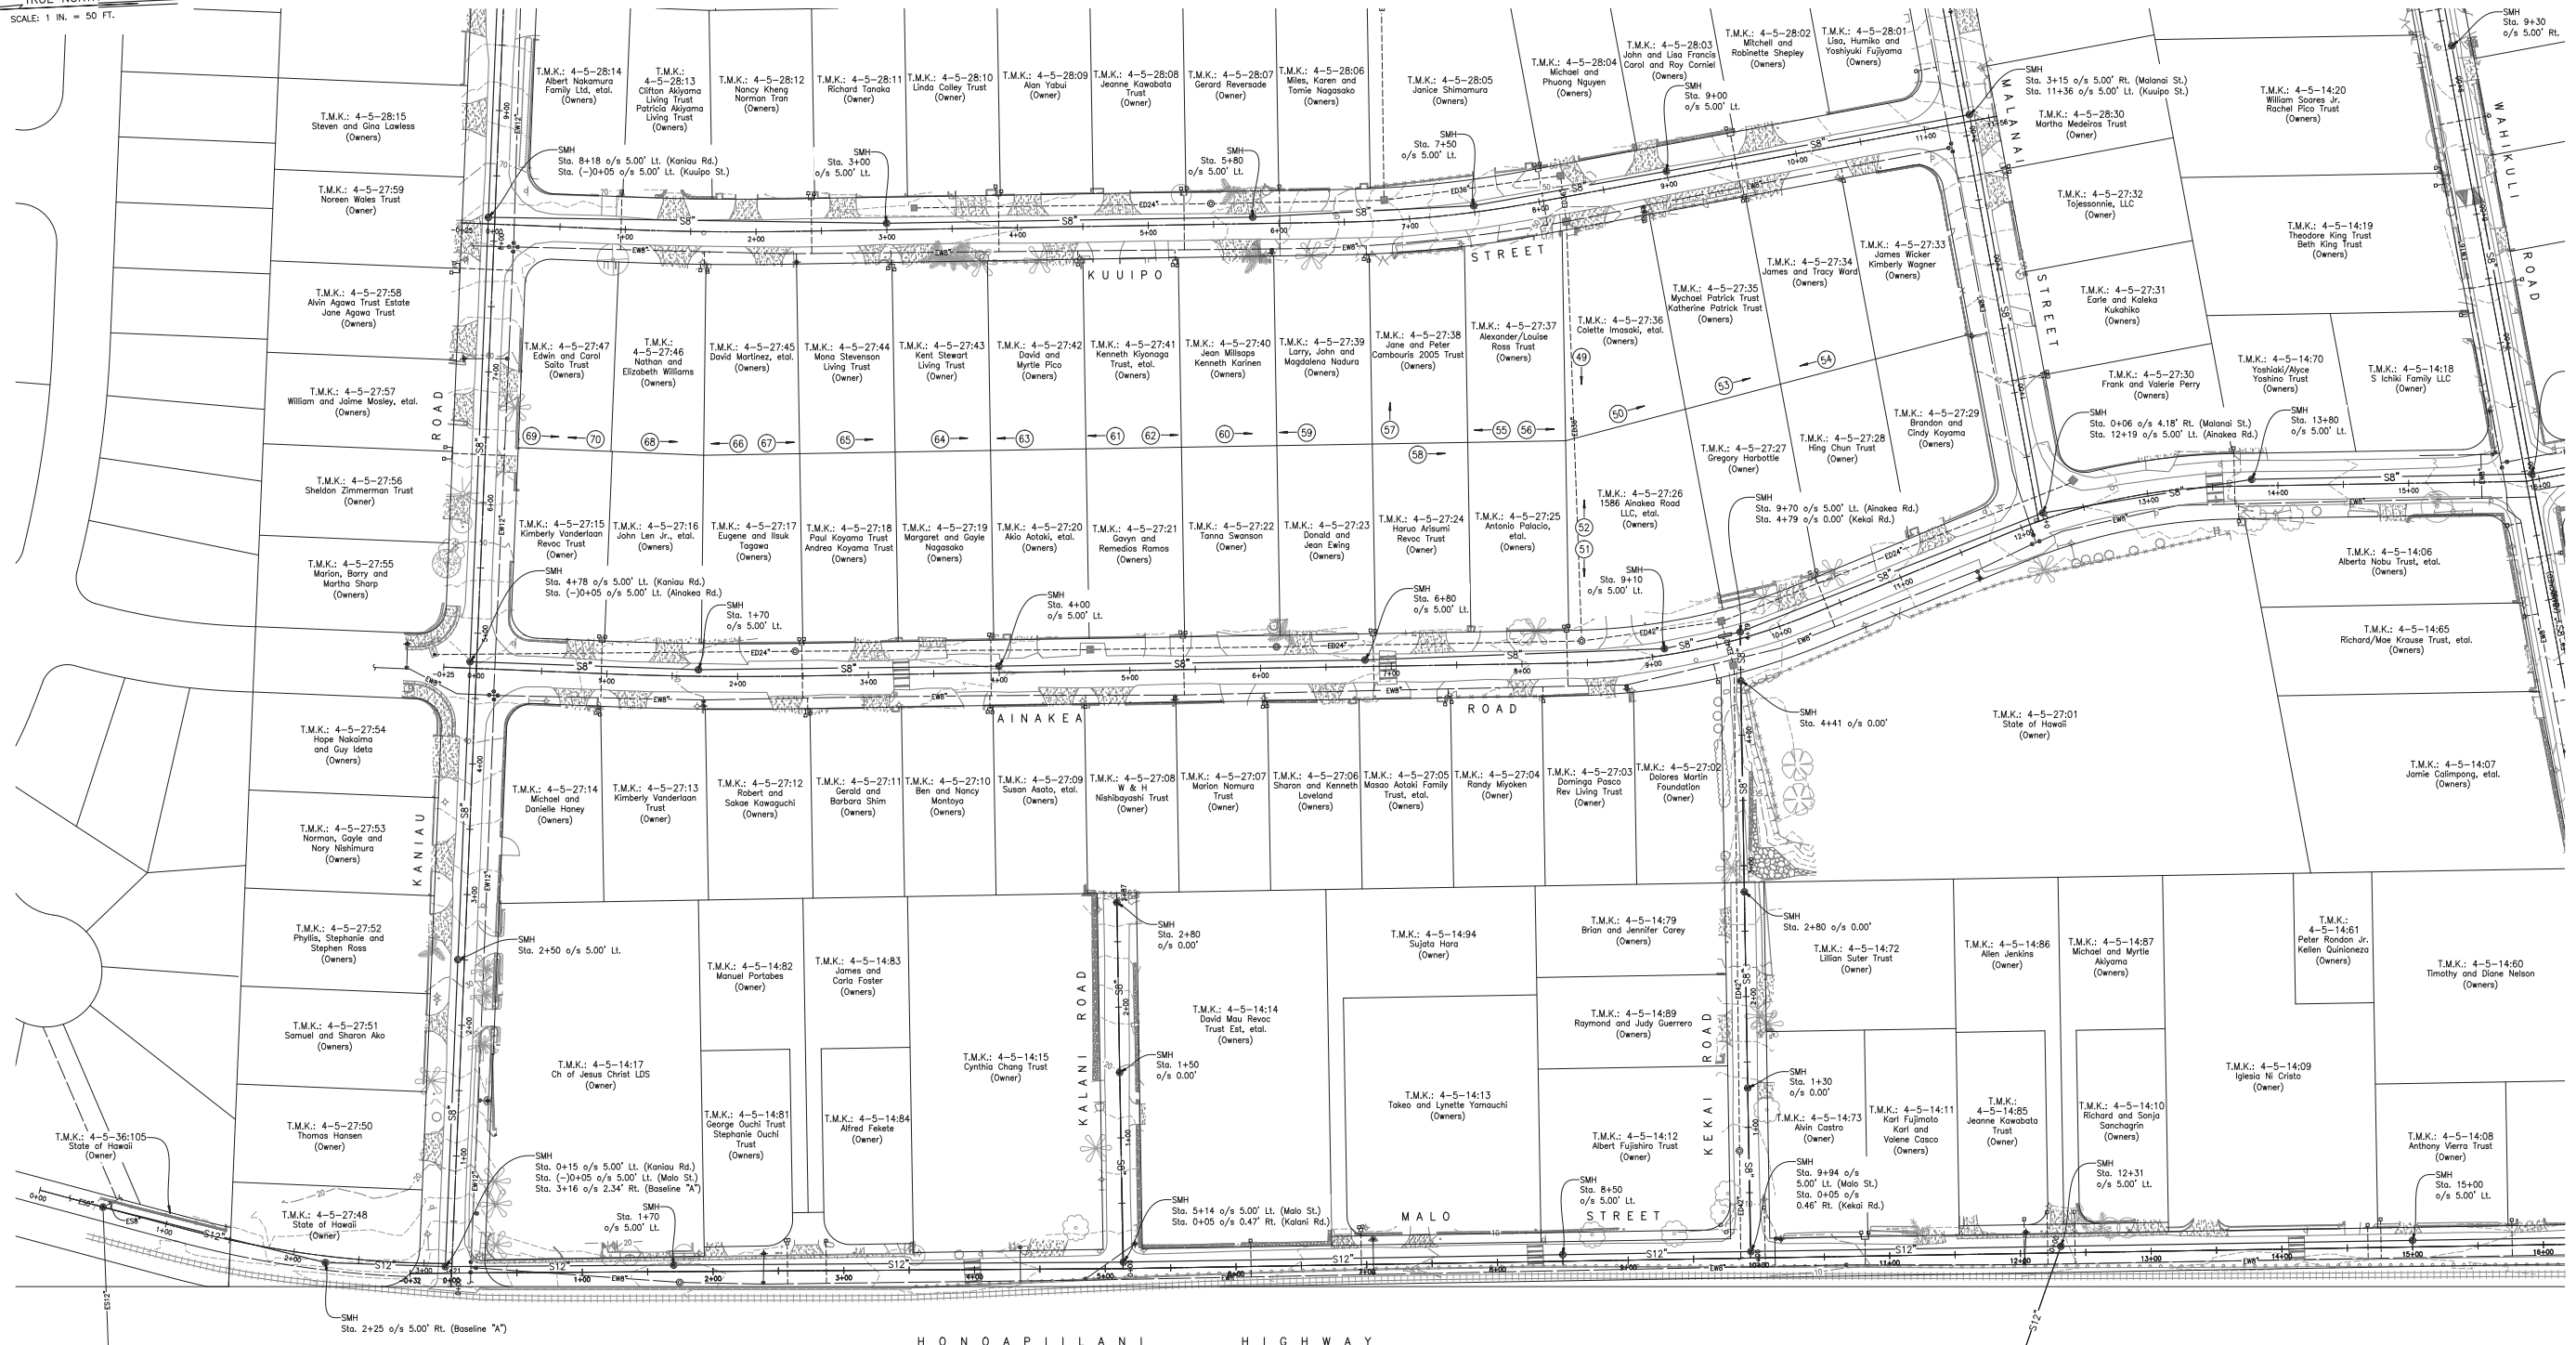 SCALE: 1 IN. = 50 FT.
T.M.K.: 4-5-28:15
Steven and Gina Lawless
(Owners)
T.M.K.: 4-5-27:59
Noreen Wales Trust
(Owner)
T.M.K.: 4-5-27:58
Alvin Agawa Trust Estate
Jane Agawa Trust
(Owners)
T.M.K.: 4-5-27:57
William and Jaime Mosley, etal.
(Owners)
T.M.K.: 4-5-27:56
Sheldon Zimmerman Trust
(Owner)
T.M.K.: 4-5-27:55
Marion, Barry and
Martha Sharp
(Owners)
T.M.K.: 4-5-27:54
Hope Nakaima
and Guy Ideta
(Owners)
T.M.K.: 4-5-27:53
Norman, Gayle and
Nory Nishimura
(Owners)
T.M.K.: 4-5-27:52
Phyllis, Stephanie and
Stephen Ross
(Owners)
T.M.K.: 4-5-27:51
Samuel and Sharon Ako
(Owners)
T.M.K.: 4-5-27:50
Thomas Hansen
(Owner)
T.M.K.: 4-5-36:105
State of Hawaii
(Owner)
T.M.K.: 4-5-27:48
State of Hawaii
(Owner)
T.M.K.: 4-5-28:14
Albert Nakamura
Family Ltd, etal.
(Owners)
T.M.K.:
4-5-28:13
Clifton Akiyama
Living Trust
Patricia Akiyama
Living Trust
(Owners)
T.M.K.: 4-5-28:12
Nancy Kheng
Norman Tran
(Owners)
T.M.K.: 4-5-28:11
Richard Tanaka
(Owner)
T.M.K.: 4-5-28:10
Linda Colley Trust
(Owner)
T.M.K.: 4-5-28:09
Alan Yabui
(Owner)
T.M.K.: 4-5-28:08
Jeanne Kawabata
Trust
(Owner)
T.M.K.: 4-5-28:07
Gerard Reversade
(Owner)
T.M.K.: 4-5-28:06
Miles, Karen and
Tomie Nagasako
(Owners)
T.M.K.: 4-5-28:05
Janice Shimamura
(Owners)
T.M.K.: 4-5-28:04
Michael and
Phuong Nguyen
(Owners)
T.M.K.: 4-5-28:03
John and Lisa Francis
Carol and Roy Corniel
(Owners)
T.M.K.: 4-5-28:02
Mitchell and
Robinette Shepley
(Owners)
T.M.K.: 4-5-28:01
Lisa, Humiko and
Yoshiyuki Fujiyama
(Owners)
SMH
Sta. 8+18 o/s 5.00' Lt. (Kaniau Rd.)
Sta. (-)0+05 o/s 5.00' Lt. (Kuuipo St.)
SMH
Sta. 3+00
o/s 5.00' Lt.
SMH
Sta. 5+80
o/s 5.00' Lt.
SMH
Sta. 7+50
o/s 5.00' Lt.
SMH
Sta. 9+00
o/s 5.00' Lt.
SMH
Sta. 3+15 o/s 5.00' Rt. (Malanai St.)
Sta. 11+36 o/s 5.00' Lt. (Kuuipo St.)
SMH
Sta. 9+30
o/s 5.00' Rt.
T.M.K.: 4-5-28:30
Martha Medeiros Trust
(Owner)
T.M.K.: 4-5-14:20
William Soares Jr.
Rachel Pico Trust
(Owners)
T.M.K.: 4-5-27:32
Tojessonnie, LLC
(Owner)
T.M.K.: 4-5-14:19
Theodore King Trust
Beth King Trust
(Owners)
T.M.K.: 4-5-27:31
Earle and Kaleka
Kukahiko
(Owners)
T.M.K.: 4-5-27:30
Frank and Valerie Perry
(Owners)
T.M.K.: 4-5-14:70
Yoshiaki/Alyce
Yoshino Trust
(Owners)
T.M.K.: 4-5-14:18
S Ichiki Family LLC
(Owner)
KUUIPO STREET
MALANAI STREET
WAHIKULI ROAD
T.M.K.: 4-5-27:47
Edwin and Carol
Saito Trust
(Owners)
T.M.K.:
4-5-27:46
Nathan and
Elizabeth Williams
(Owners)
T.M.K.: 4-5-27:45
David Martinez, etal.
(Owners)
T.M.K.: 4-5-27:44
Mona Stevenson
Living Trust
(Owner)
T.M.K.: 4-5-27:43
Kent Stewart
Living Trust
(Owner)
T.M.K.: 4-5-27:42
David and
Myrtle Pico
(Owners)
T.M.K.: 4-5-27:41
Kenneth Kiyonaga
Trust, etal.
(Owners)
T.M.K.: 4-5-27:40
Jean Millsaps
Kenneth Karinen
(Owners)
T.M.K.: 4-5-27:39
Larry, John and
Magdalena Nadura
(Owners)
T.M.K.: 4-5-27:38
Jane and Peter
Cambouris 2005 Trust
(Owners)
T.M.K.: 4-5-27:37
Alexander/Louise
Ross Trust
(Owners)
T.M.K.: 4-5-27:36
Colette Imasaki, etal.
(Owners)
T.M.K.: 4-5-27:35
Mychael Patrick Trust
Katherine Patrick Trust
(Owners)
T.M.K.: 4-5-27:34
James and Tracy Ward
(Owners)
T.M.K.: 4-5-27:33
James Wicker
Kimberly Wagner
(Owners)
69 70 68 66 67 65 64 63 61 62 60 59 57 58 55 56 49 50 53 54 52 51
T.M.K.: 4-5-27:15
Kimberly Vanderlaan
Revoc Trust
(Owner)
T.M.K.: 4-5-27:16
John Len Jr., etal.
(Owners)
T.M.K.: 4-5-27:17
Eugene and Ilsuk
Tagawa
(Owners)
T.M.K.: 4-5-27:18
Paul Koyama Trust
Andrea Koyama Trust
(Owners)
T.M.K.: 4-5-27:19
Margaret and Gayle
Nagasako
(Owners)
T.M.K.: 4-5-27:20
Akio Aotaki, etal.
(Owners)
T.M.K.: 4-5-27:21
Gavyn and
Remedios Ramos
(Owners)
T.M.K.: 4-5-27:22
Tanna Swanson
(Owner)
T.M.K.: 4-5-27:23
Donald and
Jean Ewing
(Owners)
T.M.K.: 4-5-27:24
Haruo Arisumi
Revoc Trust
(Owner)
T.M.K.: 4-5-27:25
Antonio Palacio,
etal.
(Owners)
T.M.K.: 4-5-27:26
1586 Ainakea Road
LLC, etal.
(Owners)
T.M.K.: 4-5-27:27
Gregory Harbottle
(Owner)
T.M.K.: 4-5-27:28
Hing Chun Trust
(Owner)
T.M.K.: 4-5-27:29
Brandon and
Cindy Koyama
(Owners)
SMH
Sta. 0+06 o/s 4.18' Rt. (Malanai St.)
Sta. 12+19 o/s 5.00' Lt. (Ainakea Rd.)
SMH
Sta. 13+80
o/s 5.00' Lt.
SMH
Sta. 9+70 o/s 5.00' Lt. (Ainakea Rd.)
Sta. 4+79 o/s 0.00' (Kekai Rd.)
SMH
Sta. 4+78 o/s 5.00' Lt. (Kaniau Rd.)
Sta. (-)0+05 o/s 5.00' Lt. (Ainakea Rd.)
SMH
Sta. 1+70
o/s 5.00' Lt.
SMH
Sta. 4+00
o/s 5.00' Lt.
SMH
Sta. 6+80
o/s 5.00' Lt.
SMH
Sta. 9+10
o/s 5.00' Lt.
SMH
Sta. 4+41 o/s 0.00'
AINAKEA ROAD
KANIAU ROAD
T.M.K.: 4-5-14:06
Alberta Nobu Trust, etal.
(Owners)
T.M.K.: 4-5-14:65
Richard/Mae Krause Trust, etal.
(Owners)
T.M.K.: 4-5-27:01
State of Hawaii
(Owner)
T.M.K.: 4-5-14:07
Jamie Calimpong, etal.
(Owners)
T.M.K.: 4-5-27:14
Michael and
Danielle Haney
(Owners)
T.M.K.: 4-5-27:13
Kimberly Vanderlaan
Trust
(Owner)
T.M.K.: 4-5-27:12
Robert and
Sakae Kawaguchi
(Owners)
T.M.K.: 4-5-27:11
Gerald and
Barbara Shim
(Owners)
T.M.K.: 4-5-27:10
Ben and Nancy
Montoya
(Owners)
T.M.K.: 4-5-27:09
Susan Asato, etal.
(Owners)
T.M.K.: 4-5-27:08
W & H
Nishibayashi Trust
(Owner)
T.M.K.: 4-5-27:07
Marion Nomura
Trust
(Owner)
T.M.K.: 4-5-27:06
Sharon and Kenneth
Loveland
(Owners)
T.M.K.: 4-5-27:05
Masao Aotaki Family
Trust, etal.
(Owners)
T.M.K.: 4-5-27:04
Randy Miyoken
(Owner)
T.M.K.: 4-5-27:03
Dominga Pasco
Rev Living Trust
(Owner)
T.M.K.: 4-5-27:02
Dolores Martin
Foundation
(Owner)
SMH
Sta. 2+50 o/s 5.00' Lt.
SMH
Sta. 2+80
o/s 0.00'
SMH
Sta. 2+80 o/s 0.00'
T.M.K.: 4-5-14:82
Manuel Portabes
(Owner)
T.M.K.: 4-5-14:83
James and
Carla Foster
(Owners)
T.M.K.: 4-5-14:17
Ch of Jesus Christ LDS
(Owner)
T.M.K.: 4-5-14:81
George Ouchi Trust
Stephanie Ouchi
Trust
(Owners)
T.M.K.: 4-5-14:84
Alfred Fekete
(Owner)
T.M.K.: 4-5-14:15
Cynthia Chang Trust
(Owner)
KALANI ROAD
SMH
Sta. 1+50
o/s 0.00'
T.M.K.: 4-5-14:14
David Mau Revoc
Trust Est, etal.
(Owners)
T.M.K.: 4-5-14:94
Sujata Hara
(Owner)
T.M.K.: 4-5-14:13
Takeo and Lynette Yamauchi
(Owners)
T.M.K.: 4-5-14:79
Brian and Jennifer Carey
(Owners)
T.M.K.: 4-5-14:89
Raymond and Judy Guerrero
(Owners)
T.M.K.: 4-5-14:12
Albert Fujishiro Trust
(Owner)
KEKAI ROAD
T.M.K.: 4-5-14:72
Lillian Suter Trust
(Owner)
T.M.K.: 4-5-14:86
Allen Jenkins
(Owner)
T.M.K.: 4-5-14:87
Michael and Myrtle
Akiyama
(Owners)
T.M.K.:
4-5-14:61
Peter Rondon Jr.
Kellen Quinioneza
(Owners)
T.M.K.: 4-5-14:60
Timothy and Diane Nelson
(Owners)
SMH
Sta. 1+30
o/s 0.00'
T.M.K.: 4-5-14:73
Alvin Castro
(Owner)
T.M.K.: 4-5-14:11
Karl Fujimoto
Karl and
Valene Casco
(Owners)
T.M.K.:
4-5-14:85
Jeanne Kawabata
Trust
(Owner)
T.M.K.: 4-5-14:10
Richard and Sonja
Sanchagrin
(Owners)
T.M.K.: 4-5-14:09
Iglesia Ni Cristo
(Owner)
T.M.K.: 4-5-14:08
Anthony Vierra Trust
(Owner)
SMH
Sta. 0+15 o/s 5.00' Lt. (Kaniau Rd.)
Sta. (-)0+05 o/s 5.00' Lt. (Malo St.)
Sta. 3+16 o/s 2.34' Rt. (Baseline "A")
SMH
Sta. 1+70
o/s 5.00' Lt.
SMH
Sta. 5+14 o/s 5.00' Lt. (Malo St.)
Sta. 0+05 o/s 0.47' Rt. (Kalani Rd.)
SMH
Sta. 8+50
o/s 5.00' Lt.
SMH
Sta. 9+94 o/s
5.00' Lt. (Malo St.)
Sta. 0+05 o/s
0.46' Rt. (Kekai Rd.)
SMH
Sta. 12+31
o/s 5.00' Lt.
SMH
Sta. 15+00
o/s 5.00' Lt.
MALO STREET
SMH
Sta. 2+25 o/s 5.00' Rt. (Baseline "A")
HONOAPIILANI HIGHWAY